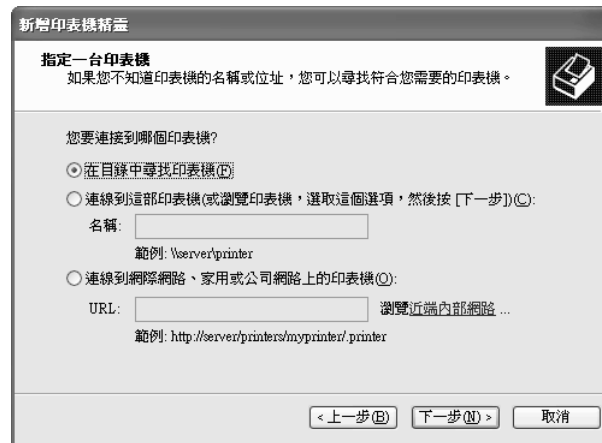 新增印表機精靈
指定一台印表機
如果您不知道印表機的名稱或位址，您可以尋找符合您需要的印表機。
您要連接到哪個印表機?
在目錄中尋找印表機(F)
連線到這部印表機(或瀏覽印表機，選取這個選項，然後按 [下一步])(C):
名稱:
範例: \\server\printer
連線到網際網路、家用或公司網路上的印表機(O):
URL: 瀏覽近端內部網路 ...
範例: http://server/printers/myprinter/.printer
< 上一步(B) 下一步(N) > 取消